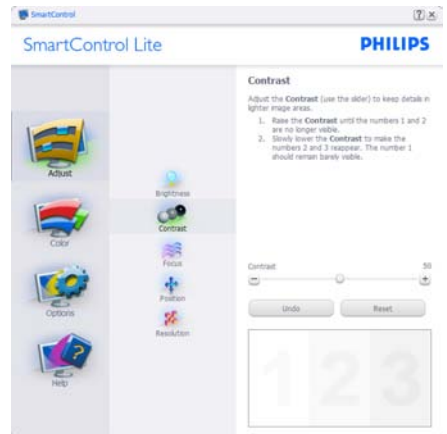 SmartControl
SmartControl Lite
PHILIPS
Adjust
Color
Options
Help
Brightness
Contrast
Focus
Position
Resolution
Contrast
Adjust the Contrast (use the slider) to keep details in
lighter image areas.
1. Raise the Contrast until the numbers 1 and 2
are no longer visible.
2. Slowly lower the Contrast to make the
numbers 2 and 3 reappear. The number 1
should remain barely visible.
Contrast 50
Undo Reset
1 2 3